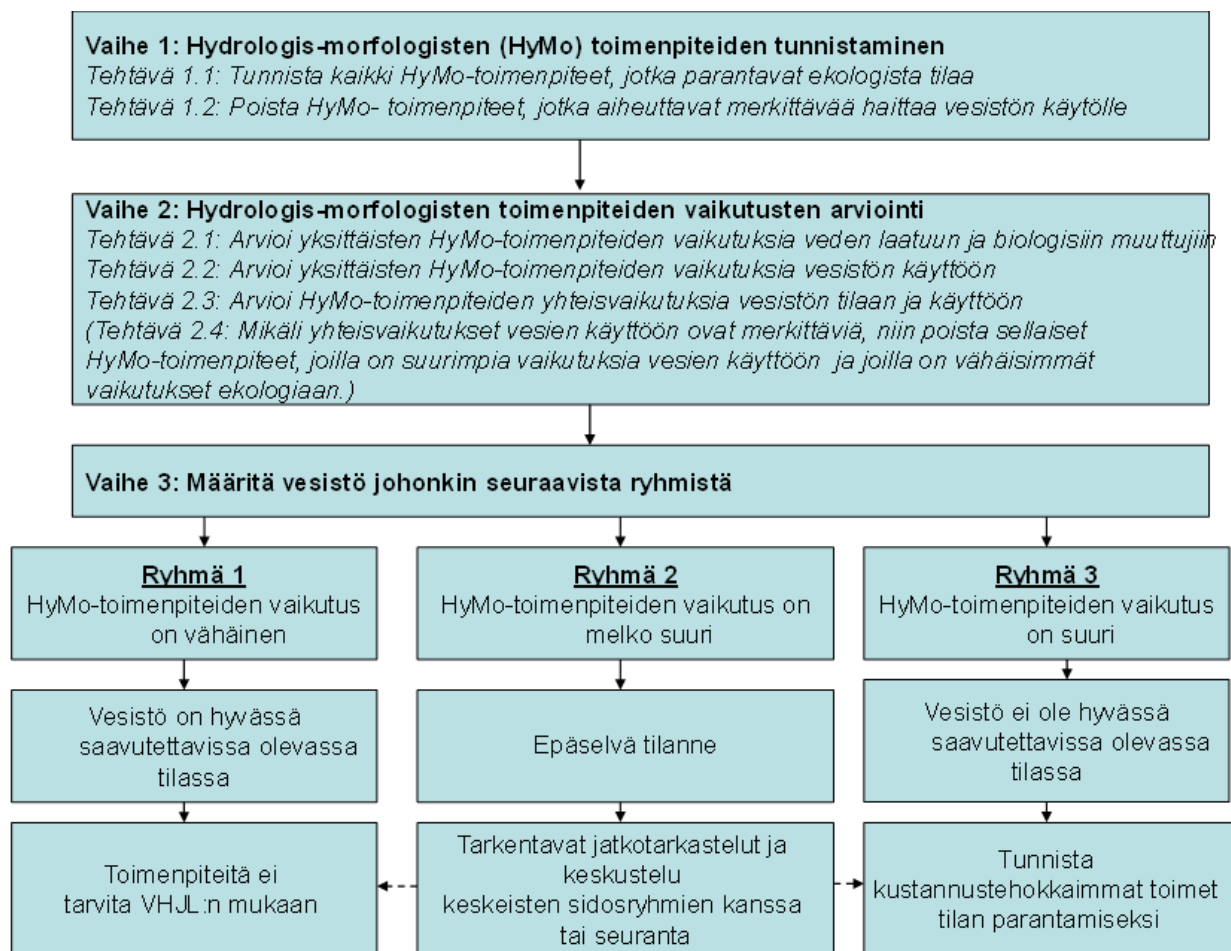 Vaihe 1: Hydrologis-morfologisten (HyMo) toimenpiteiden tunnistaminen
Tehtävä 1.1: Tunnista kaikki HyMo-toimenpiteet, jotka parantavat ekologista tilaa
Tehtävä 1.2: Poista HyMo- toimenpiteet, jotka aiheuttavat merkittävää haittaa vesistön käytölle
Vaihe 2: Hydrologis-morfologisten toimenpiteiden vaikutusten arviointi
Tehtävä 2.1: Arvioi yksittäisten HyMo-toimenpiteiden vaikutuksia veden laatuun ja biologisiin muuttujiin
Tehtävä 2.2: Arvioi yksittäisten HyMo-toimenpiteiden vaikutuksia vesistön käyttöön
Tehtävä 2.3: Arvioi HyMo-toimenpiteiden yhteisvaikutuksia vesistön tilaan ja käyttöön
(Tehtävä 2.4: Mikäli yhteisvaikutukset vesien käyttöön ovat merkittäviä, niin poista sellaiset
HyMo-toimenpiteet, joilla on suurimpia vaikutuksia vesien käyttöön ja joilla on vähäisimmät
vaikutukset ekologiaan.)
Vaihe 3: Määritä vesistö johonkin seuraavista ryhmistä
Ryhmä 1
HyMo-toimenpiteiden vaikutus
on vähäinen
Ryhmä 2
HyMo-toimenpiteiden vaikutus on
melko suuri
Ryhmä 3
HyMo-toimenpiteiden vaikutus
on suuri
Vesistö on hyvässä
saavutettavissa olevassa
tilassa
Epäselvä tilanne
Vesistö ei ole hyvässä
saavutettavissa olevassa
tilassa
Toimenpiteitä ei
tarvita VHJL:n mukaan
Tarkentavat jatkotarkastelut ja
keskustelu
keskeisten sidosryhmien kanssa
tai seuranta
Tunnista
kustannustehokkaimmat toimet
tilan parantamiseksi